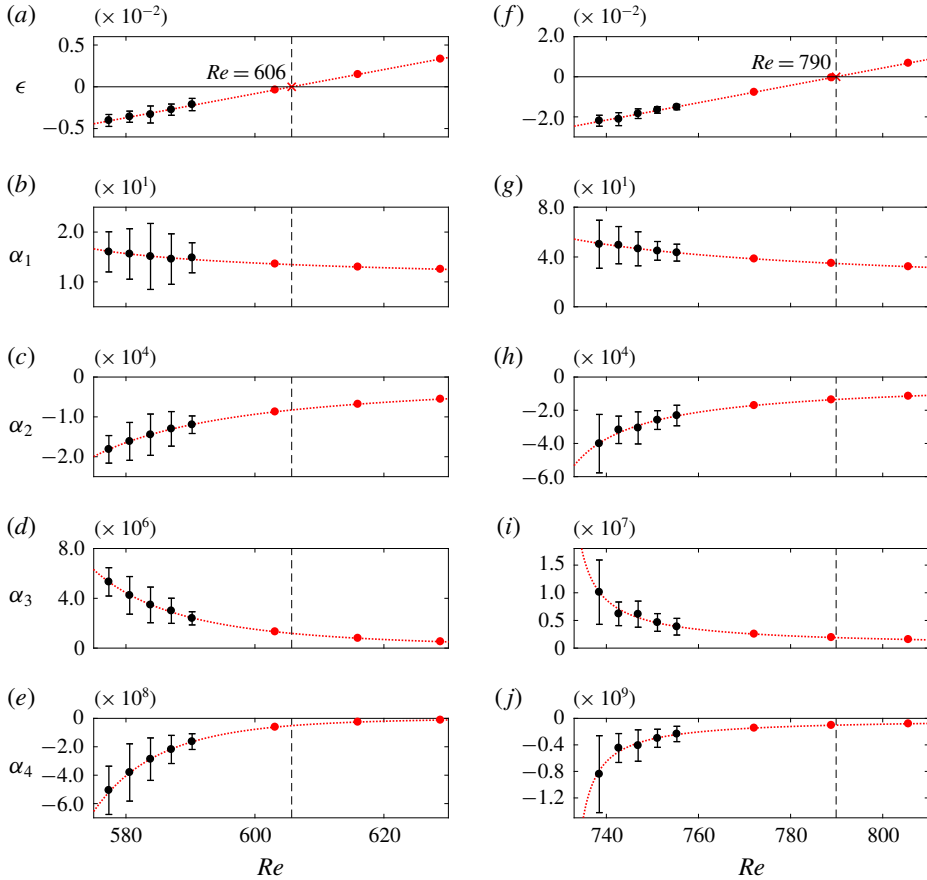 (a) (× 10⁻²) (f) (× 10⁻²)
0.5 2.0
ϵ 0 Re = 606 0 Re = 790
−0.5 −2.0
(b) (× 10¹) (g) (× 10¹)
2.0 8.0
α₁ 1.0 4.0
0
(c) (× 10⁴) (h) (× 10⁴)
0 0
α₂ −1.0 −2.0
−2.0 −4.0
−6.0
(d) (× 10⁶) (i) (× 10⁷)
8.0 1.5
α₃ 4.0 1.0
0.5
0 0
(e) (× 10⁸) (j) (× 10⁹)
0 0
−2.0 −0.4
α₄ −4.0 −0.8
−6.0 −1.2
580 600 620 740 760 780 800
Re Re